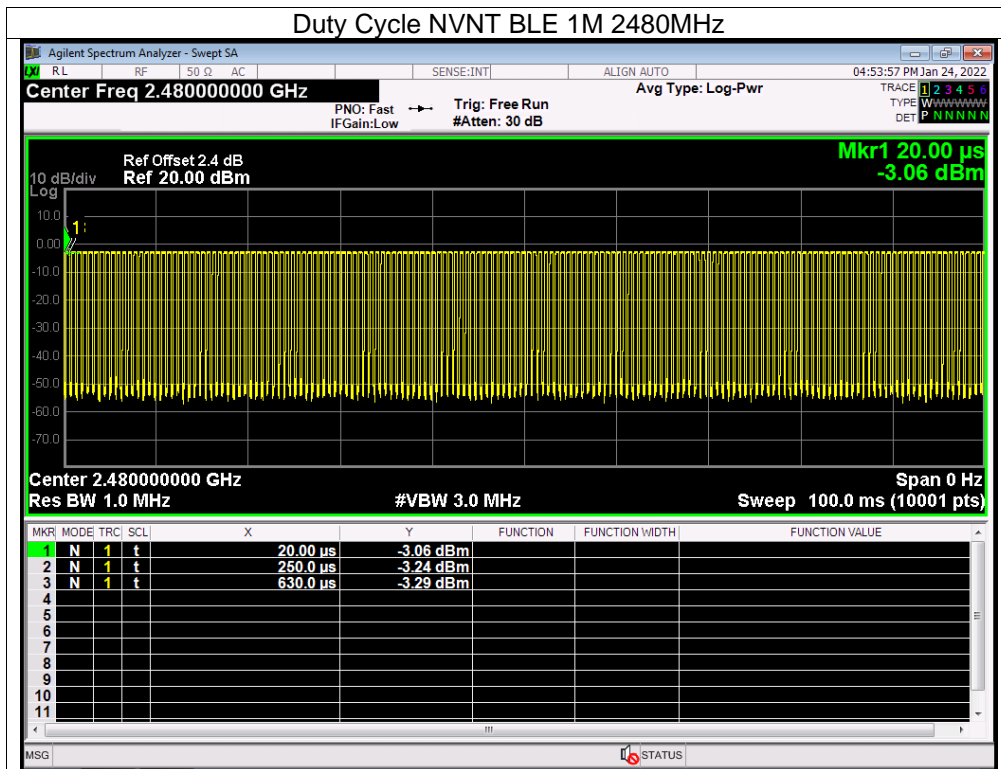 Duty Cycle NVNT BLE 1M 2480MHz
Agilent Spectrum Analyzer - Swept SA
LXI RL RF 50 Ω AC SENSE:INT ALIGN AUTO 04:53:57 PM Jan 24, 2022
Center Freq 2.480000000 GHz Avg Type: Log-Pwr TRACE 1 2 3 4 5 6
PNO: Fast Trig: Free Run TYPE WWWWWW
IFGain:Low #Atten: 30 dB DET P N N N N N
Mkr1 20.00 µs
Ref Offset 2.4 dB
10 dB/div Ref 20.00 dBm -3.06 dBm
Log
10.0
1
0.00
-10.0
-20.0
-30.0
-40.0
-50.0
-60.0
-70.0
Center 2.480000000 GHz Span 0 Hz
Res BW 1.0 MHz #VBW 3.0 MHz Sweep 100.0 ms (10001 pts)
MKR MODE TRC SCL X Y FUNCTION FUNCTION WIDTH FUNCTION VALUE
1 N 1 t 20.00 µs -3.06 dBm
2 N 1 t 250.0 µs -3.24 dBm
3 N 1 t 630.0 µs -3.29 dBm
4
5
6
7
8
9
10
11
MSG STATUS